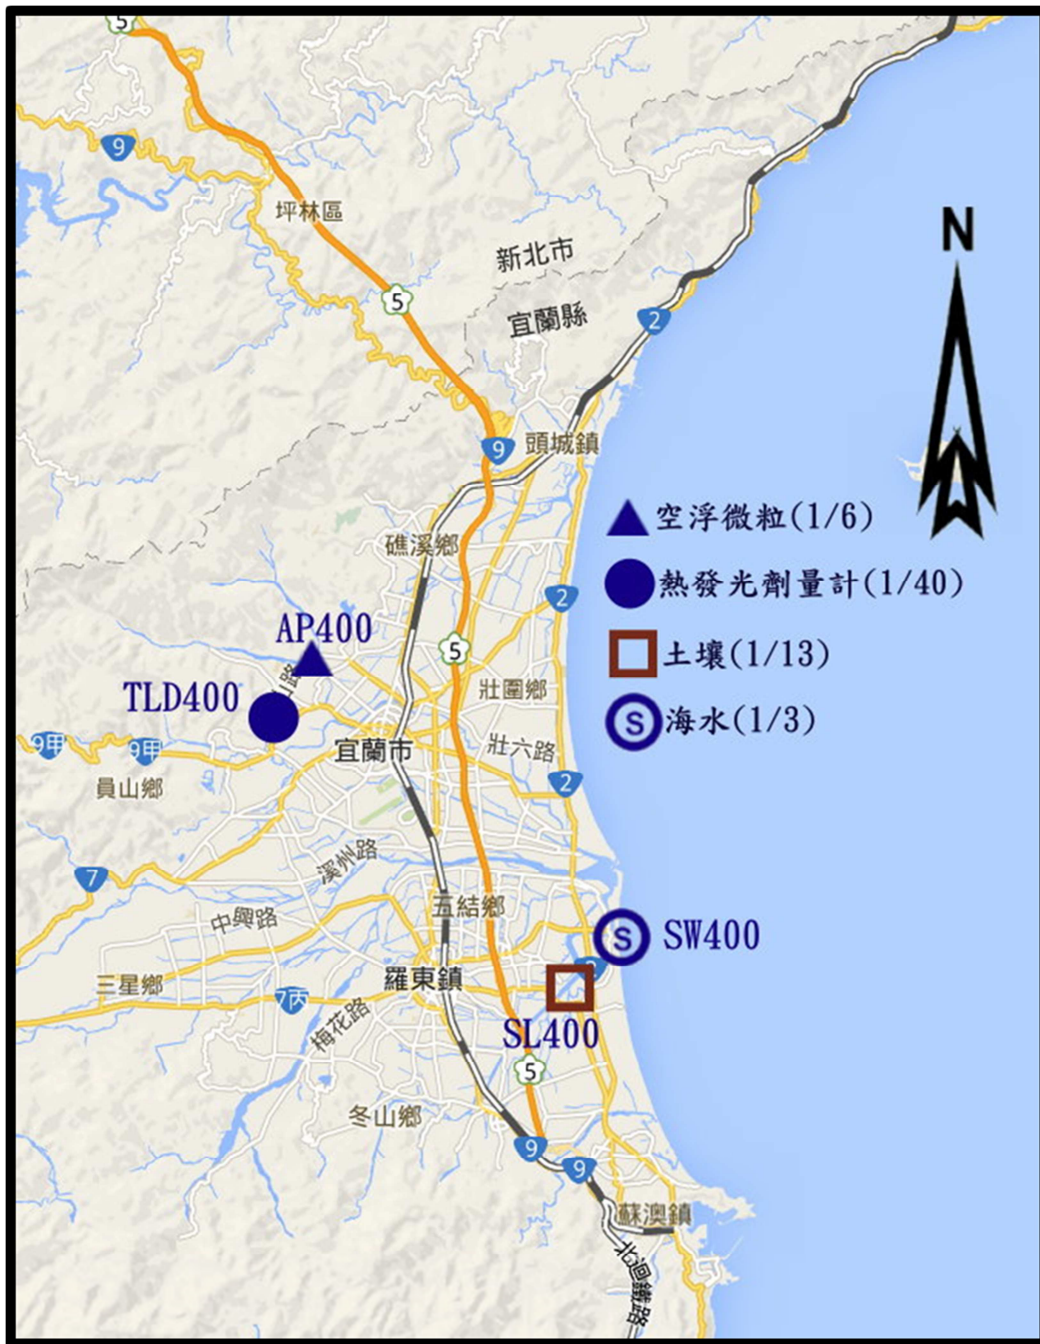 5
9
坪林區
新北市
N
5
宜蘭縣
2
9
頭城鎮
空浮微粒(1/6)
礁溪鄉
熱發光劑量計(1/40)
2
AP400
5
土壤(1/13)
山路
TLD400
壯圍鄉
海水(1/3)
S
9甲
9甲
宜蘭市
壯六路
員山鄉
2
溪州路
7
五結鄉
中興路
S
SW400
羅東鎮
三星鄉
7丙
梅花路
SL400
5
冬山鄉
9
9
蘇澳鎮
北迴鐵路